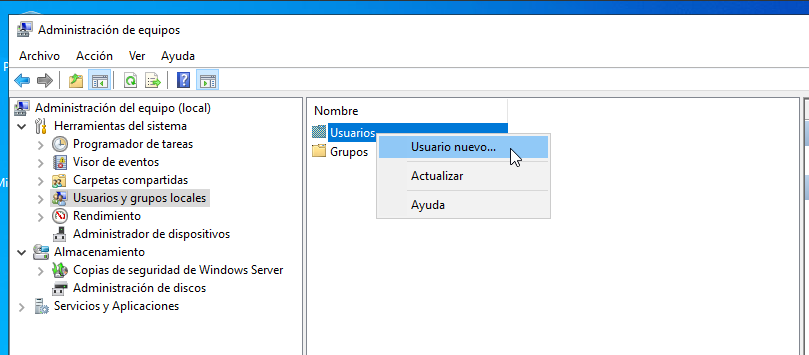 Administración de equipos
Archivo Acción Ver Ayuda
Administración del equipo (local)
Herramientas del sistema
Programador de tareas
Visor de eventos
Carpetas compartidas
Usuarios y grupos locales
Rendimiento
Administrador de dispositivos
Almacenamiento
Copias de seguridad de Windows Server
Administración de discos
Servicios y Aplicaciones
Nombre
Usuarios
Grupos
Usuario nuevo...
Actualizar
Ayuda